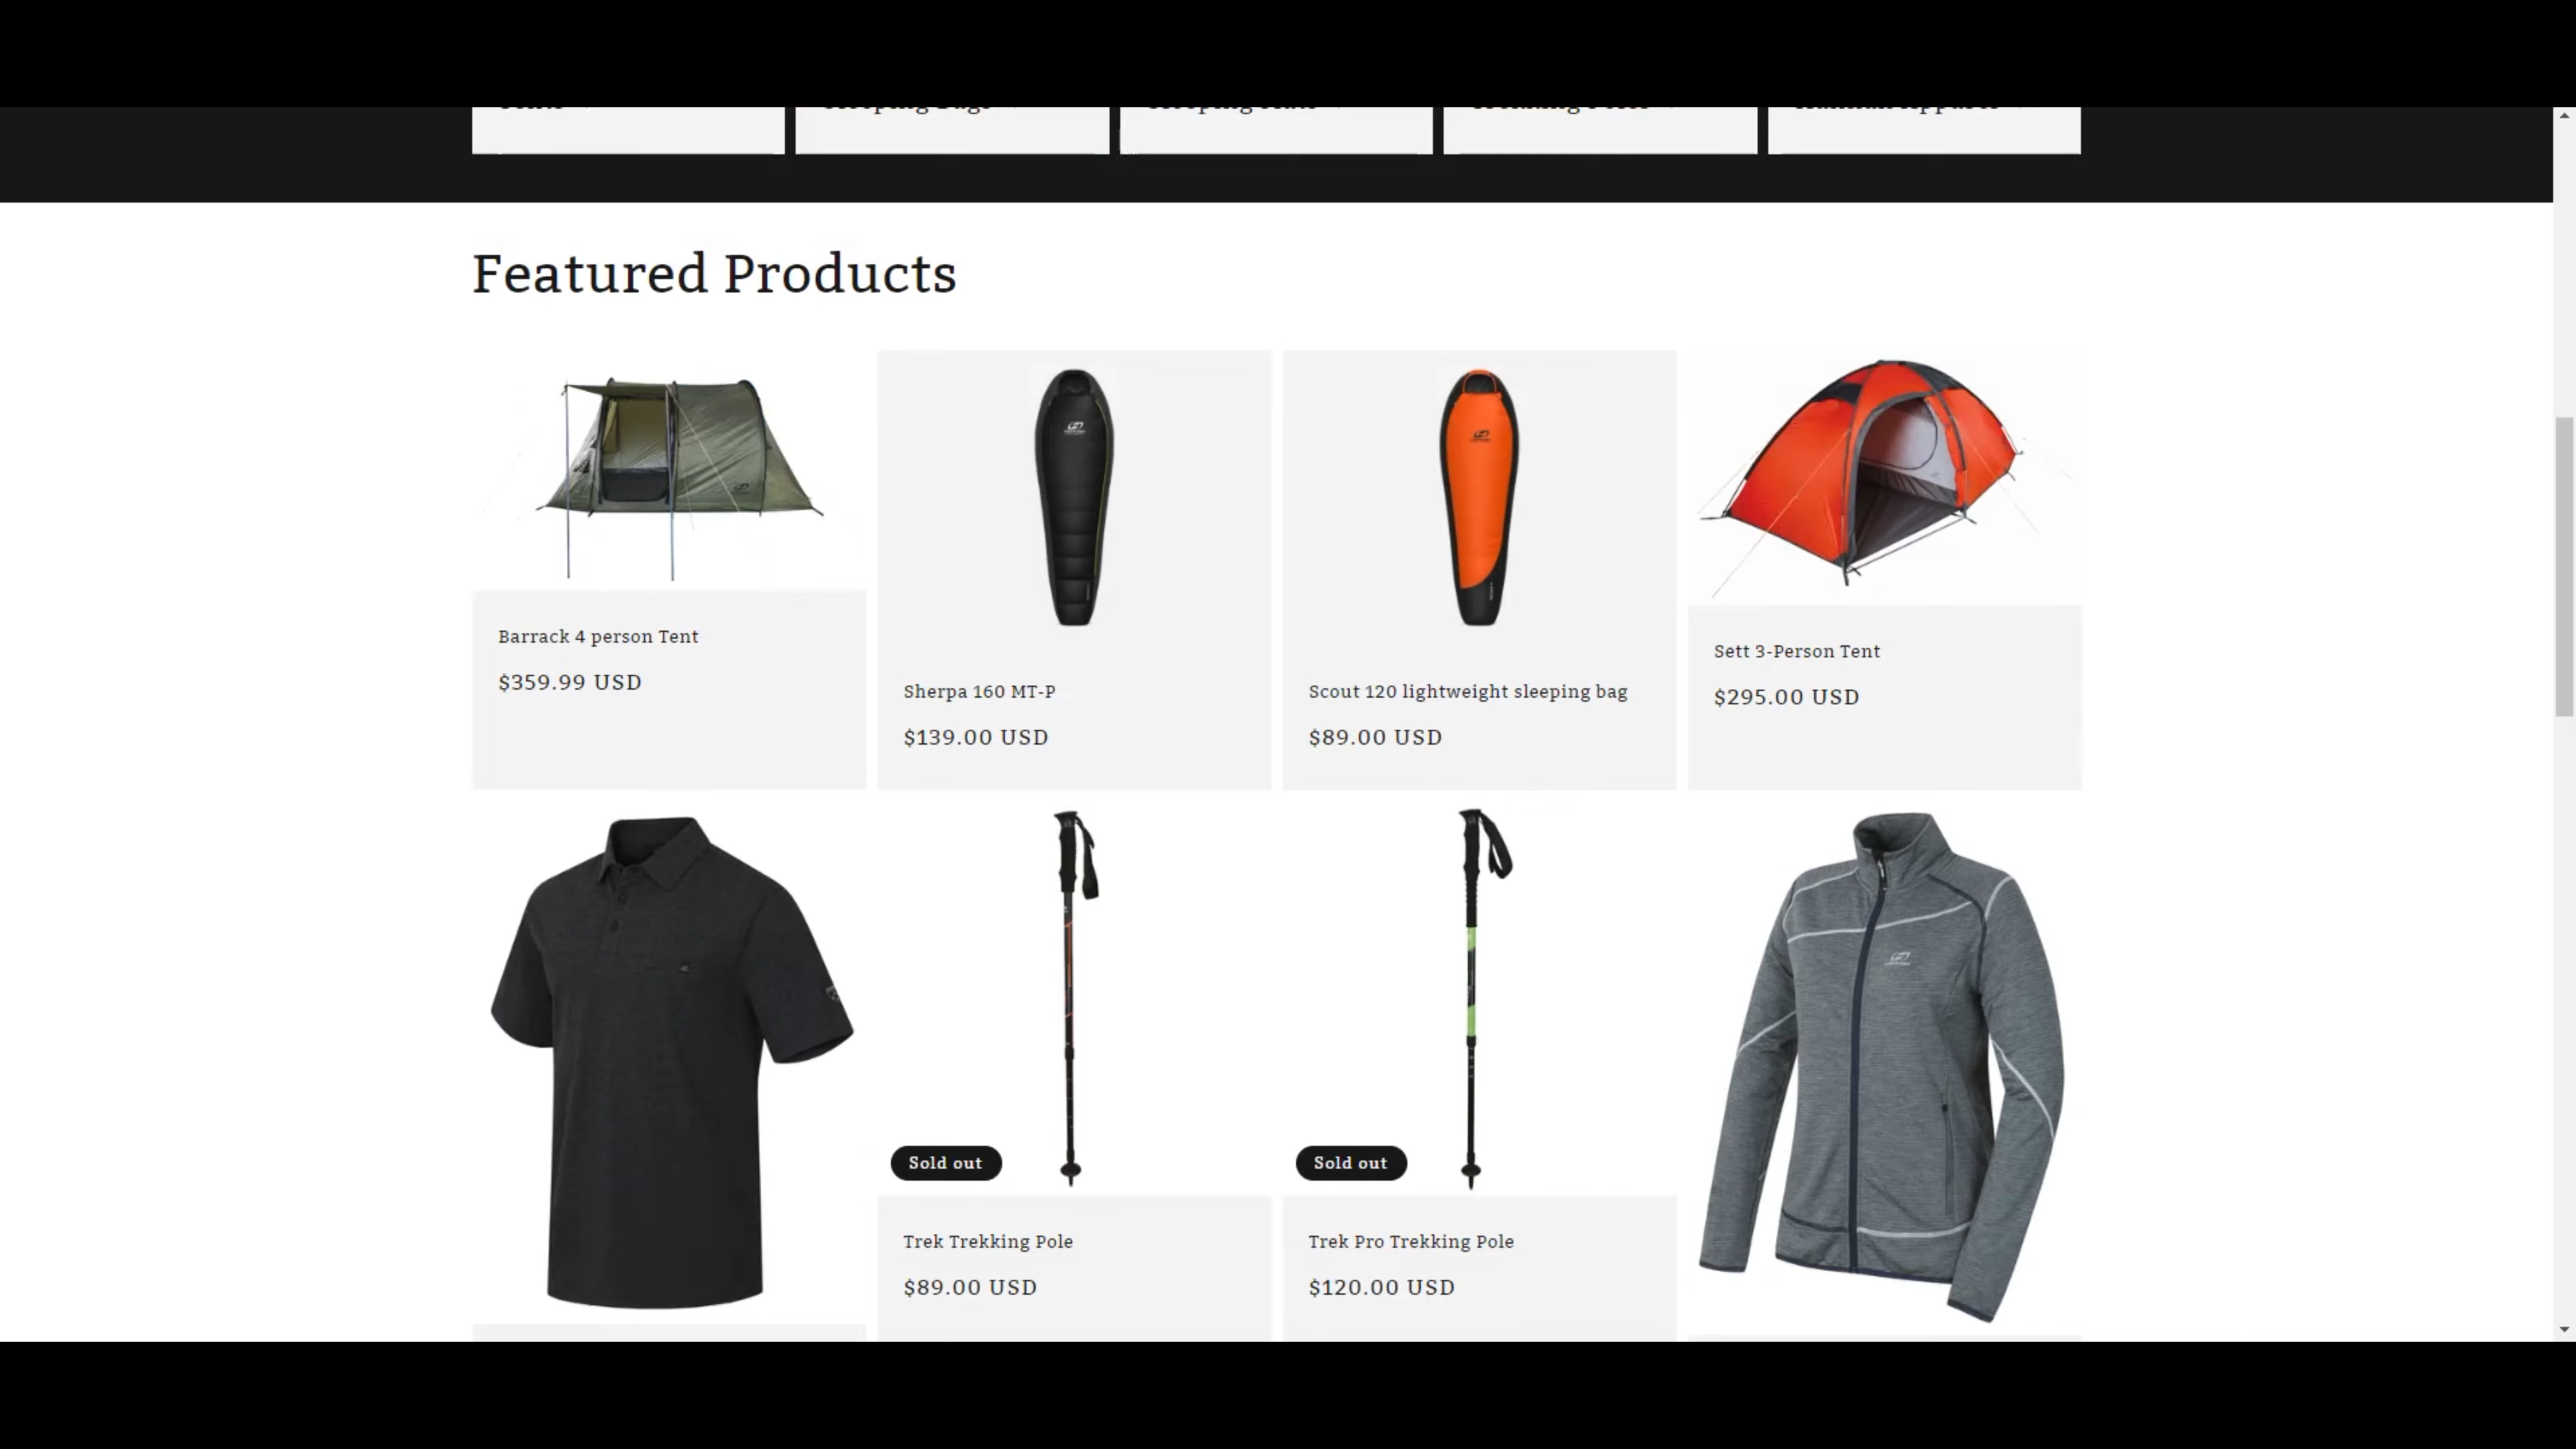 Featured Products
Barrack 4 person Tent
$359.99 USD
Sherpa 160 MT-P
$139.00 USD
Scout 120 lightweight sleeping bag
$89.00 USD
Sett 3-Person Tent
$295.00 USD
Sold out
Trek Trekking Pole
$89.00 USD
Sold out
Trek Pro Trekking Pole
$120.00 USD